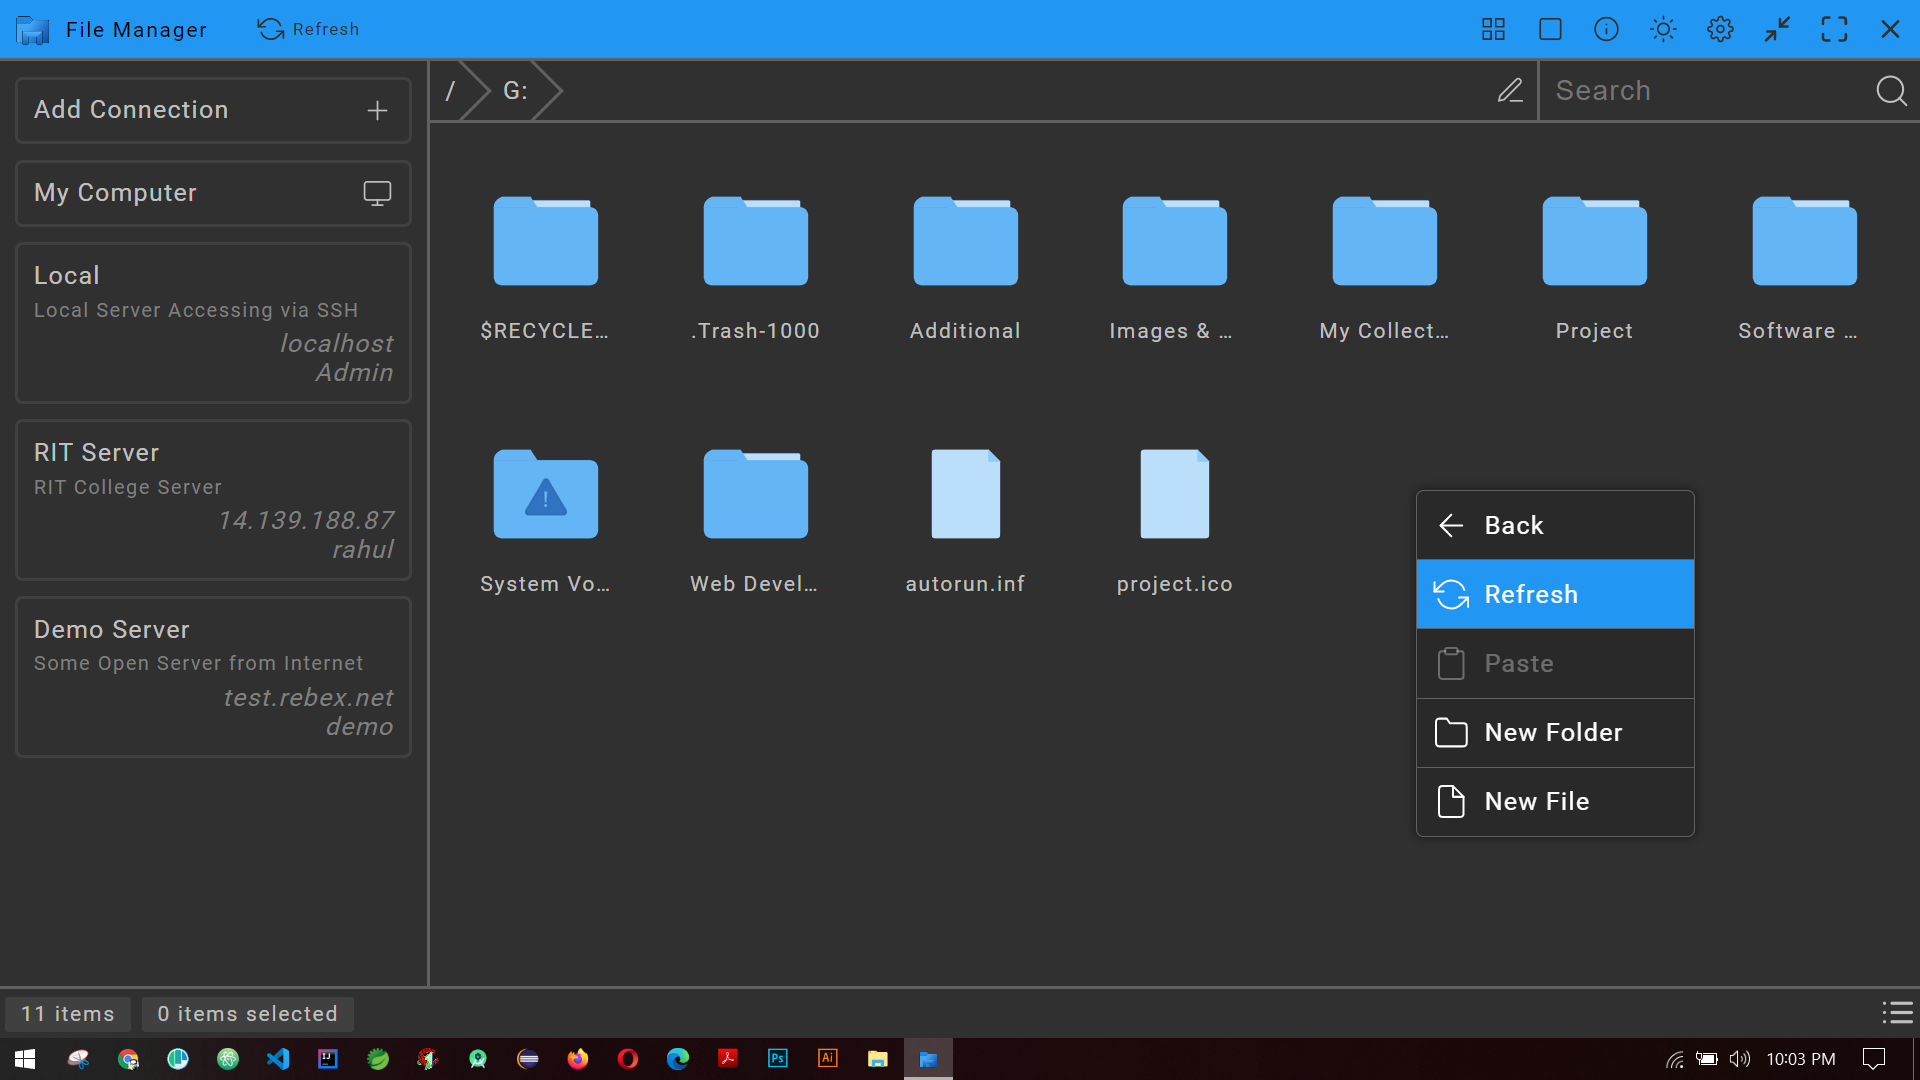 File Manager
Refresh
Add Connection
My Computer
Local
Local Server Accessing via SSH
localhost
Admin
RIT Server
RIT College Server
14.139.188.87
rahul
Demo Server
Some Open Server from Internet
test.rebex.net
demo
/
G:
Search
$RECYCLE...
.Trash-1000
Additional
Images & ...
My Collect...
Project
Software ...
System Vo...
Web Devel...
autorun.inf
project.ico
Back
Refresh
Paste
New Folder
New File
11 items
0 items selected
IJ
Ps
Ai
10:03 PM